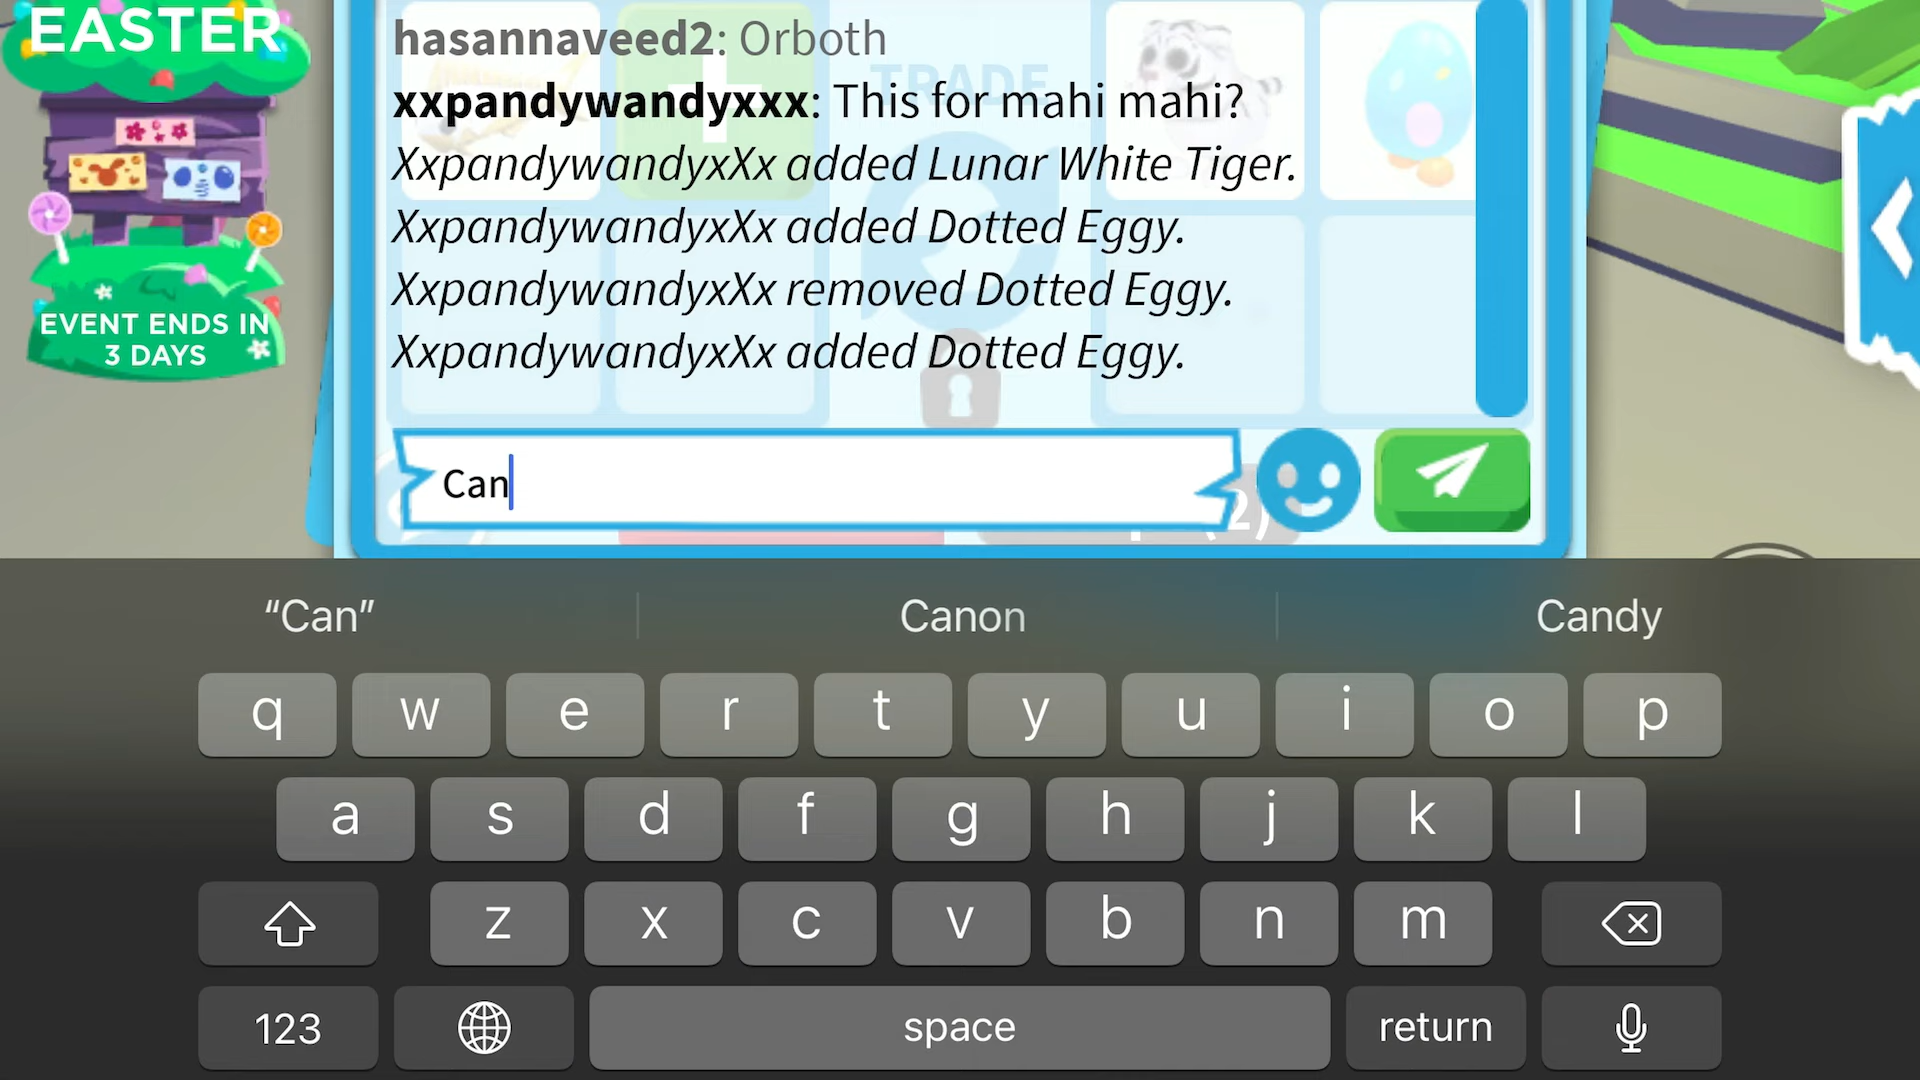 EASTER
EVENT ENDS IN
3 DAYS
TRADE
hasannaveed2: Orboth
xxpandywandyxxx: This for mahi mahi?
XxpandywandyxXx added Lunar White Tiger.
XxpandywandyxXx added Dotted Eggy.
XxpandywandyxXx removed Dotted Eggy.
XxpandywandyxXx added Dotted Eggy.
Can
“Can” Canon Candy
q w e r t y u i o p
a s d f g h j k l
z x c v b n m
123 space return